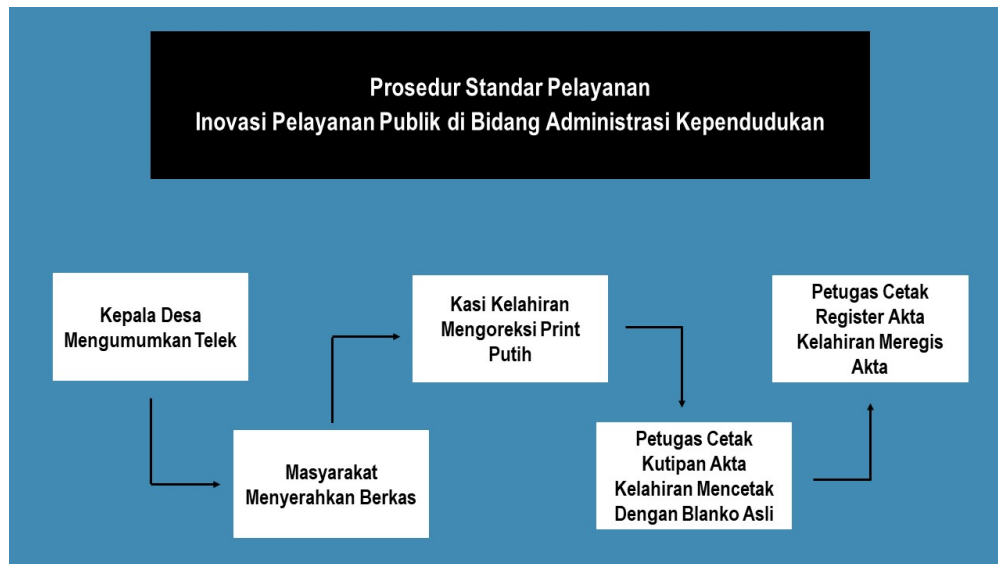 Prosedur Standar Pelayanan
Inovasi Pelayanan Publik di Bidang Administrasi Kependudukan
Kepala Desa
Mengumumkan Telek
Masyarakat
Menyerahkan Berkas
Kasi Kelahiran
Mengoreksi Print
Putih
Petugas Cetak
Kutipan Akta
Kelahiran Mencetak
Dengan Blanko Asli
Petugas Cetak
Register Akta
Kelahiran Meregis
Akta